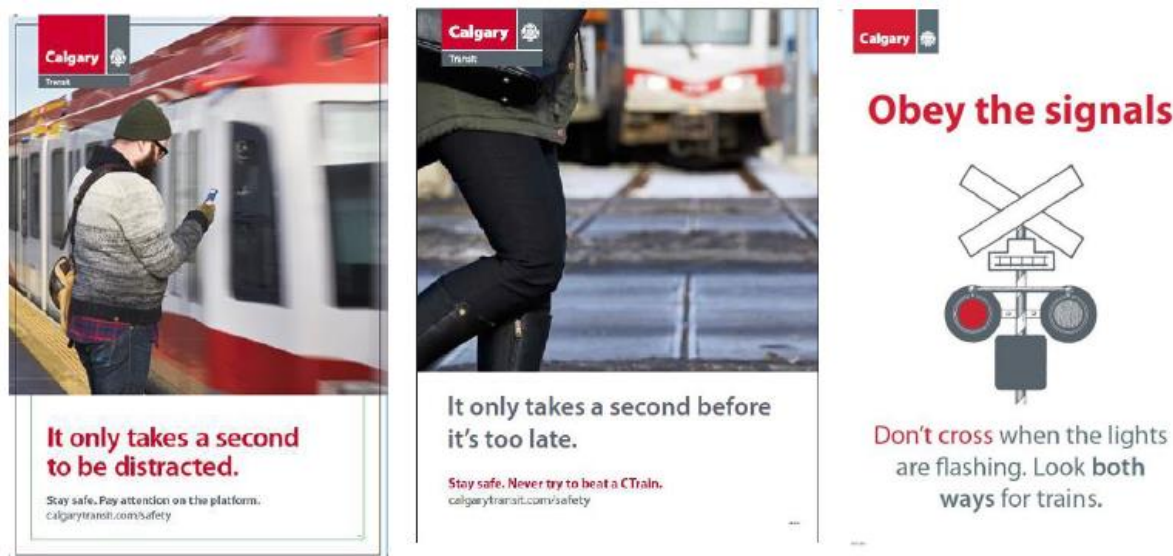 Calgary
Transit
It only takes a second
to be distracted.
Stay safe. Pay attention on the platform.
calgarytransit.com/safety
Calgary
Transit
It only takes a second before
it's too late.
Stay safe. Never try to beat a CTrain.
calgarytransit.com/safety
Calgary
Obey the signals
Don't cross when the lights
are flashing. Look both
ways for trains.